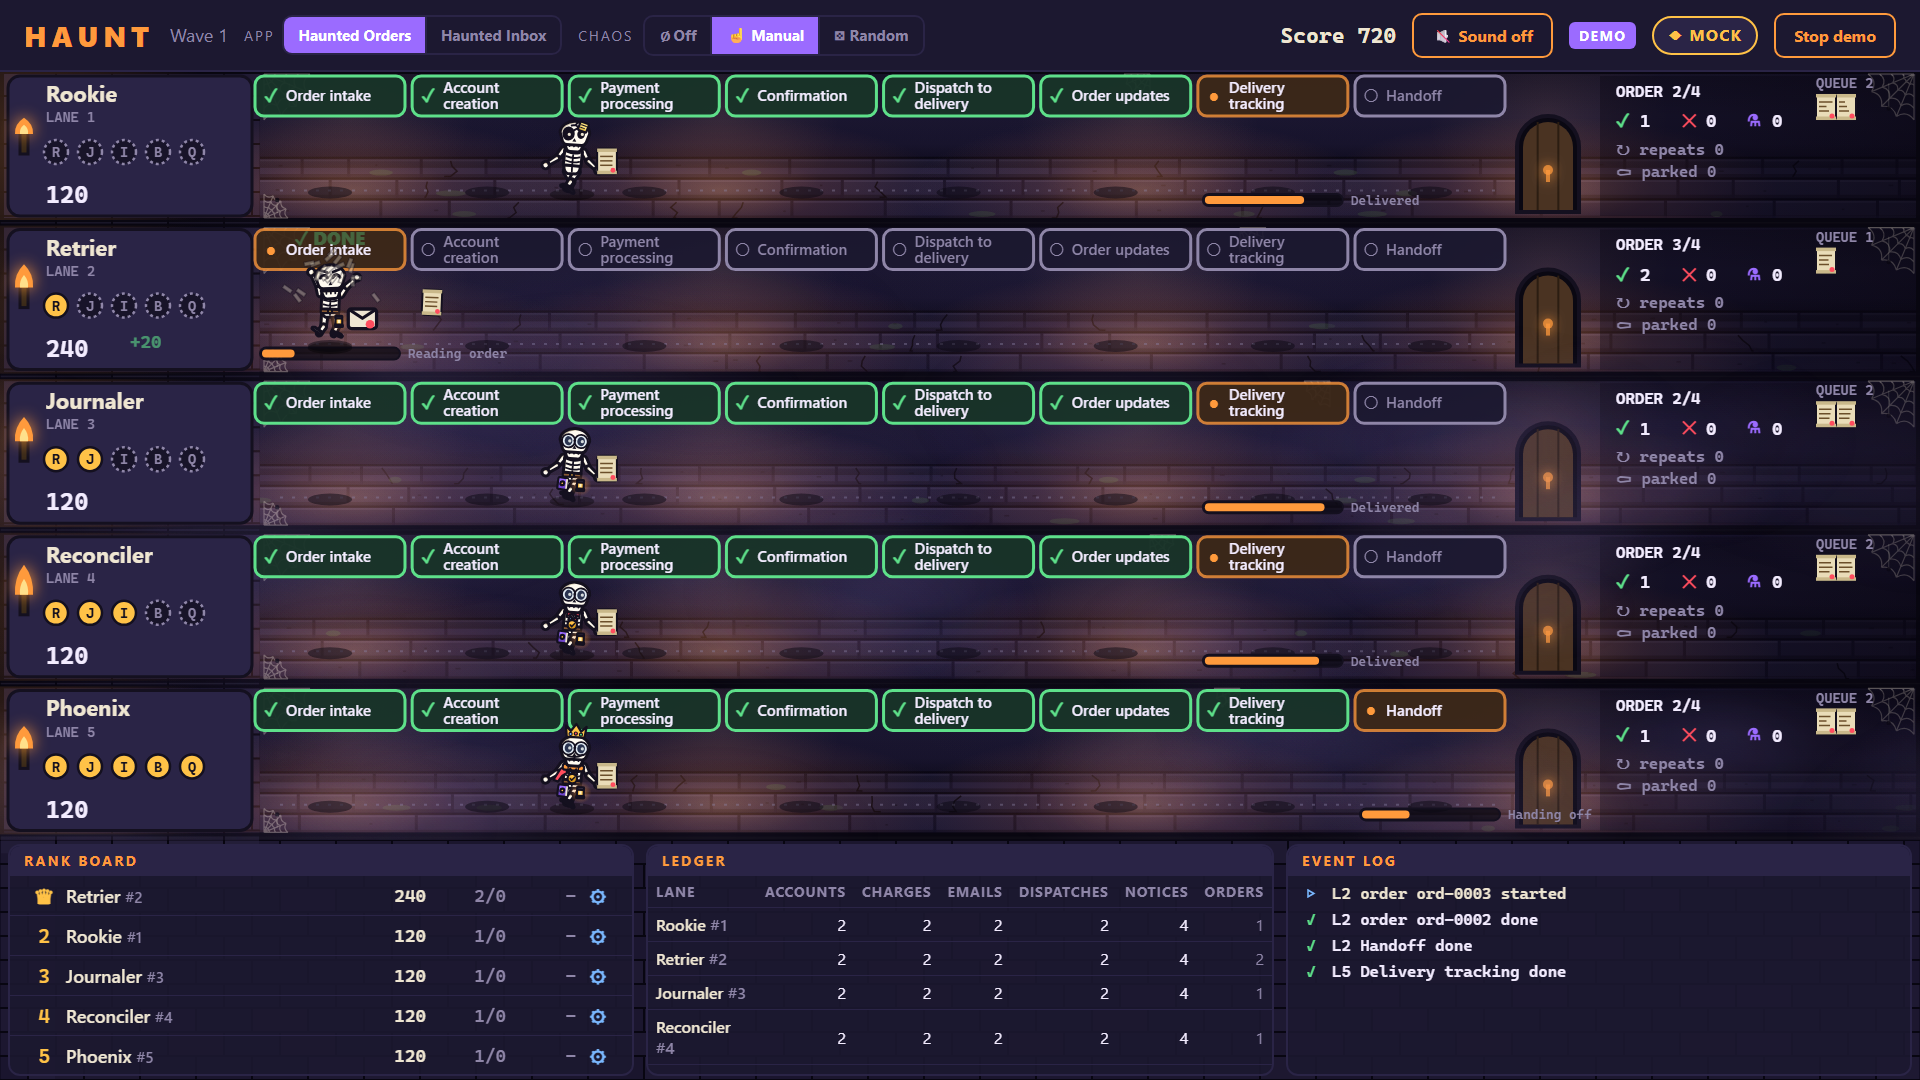 HAUNT Wave 1 APP Haunted Orders Haunted Inbox CHAOS Off Manual Random Score 720 Sound off DEMO MOCK Stop demo
Rookie
LANE 1
R J I B Q
120
✓ Order intake ✓ Account creation ✓ Payment processing ✓ Confirmation ✓ Dispatch to delivery ✓ Order updates Delivery tracking Handoff
Delivered
ORDER 2/4
QUEUE 2
✓ 1 ✕ 0 0
↻ repeats 0
parked 0
Retrier
LANE 2
R J I B Q
240 +20
✓ DONE
Order intake Account creation Payment processing Confirmation Dispatch to delivery Order updates Delivery tracking Handoff
Reading order
ORDER 3/4
QUEUE 1
✓ 2 ✕ 0 0
↻ repeats 0
parked 0
Journaler
LANE 3
R J I B Q
120
✓ Order intake ✓ Account creation ✓ Payment processing ✓ Confirmation ✓ Dispatch to delivery ✓ Order updates Delivery tracking Handoff
Delivered
ORDER 2/4
QUEUE 2
✓ 1 ✕ 0 0
↻ repeats 0
parked 0
Reconciler
LANE 4
R J I B Q
120
✓ Order intake ✓ Account creation ✓ Payment processing ✓ Confirmation ✓ Dispatch to delivery ✓ Order updates Delivery tracking Handoff
Delivered
ORDER 2/4
QUEUE 2
✓ 1 ✕ 0 0
↻ repeats 0
parked 0
Phoenix
LANE 5
R J I B Q
120
✓ Order intake ✓ Account creation ✓ Payment processing ✓ Confirmation ✓ Dispatch to delivery ✓ Order updates ✓ Delivery tracking Handoff
Handing off
ORDER 2/4
QUEUE 2
✓ 1 ✕ 0 0
↻ repeats 0
parked 0
RANK BOARD
Retrier #2 240 2/0 –
2 Rookie #1 120 1/0 –
3 Journaler #3 120 1/0 –
4 Reconciler #4 120 1/0 –
5 Phoenix #5 120 1/0 –
LEDGER
LANE ACCOUNTS CHARGES EMAILS DISPATCHES NOTICES ORDERS
Rookie #1 2 2 2 2 4 1
Retrier #2 2 2 2 2 4 2
Journaler #3 2 2 2 2 4 1
Reconciler #4 2 2 2 2 4 1
EVENT LOG
▷ L2 order ord-0003 started
✓ L2 order ord-0002 done
✓ L2 Handoff done
✓ L5 Delivery tracking done